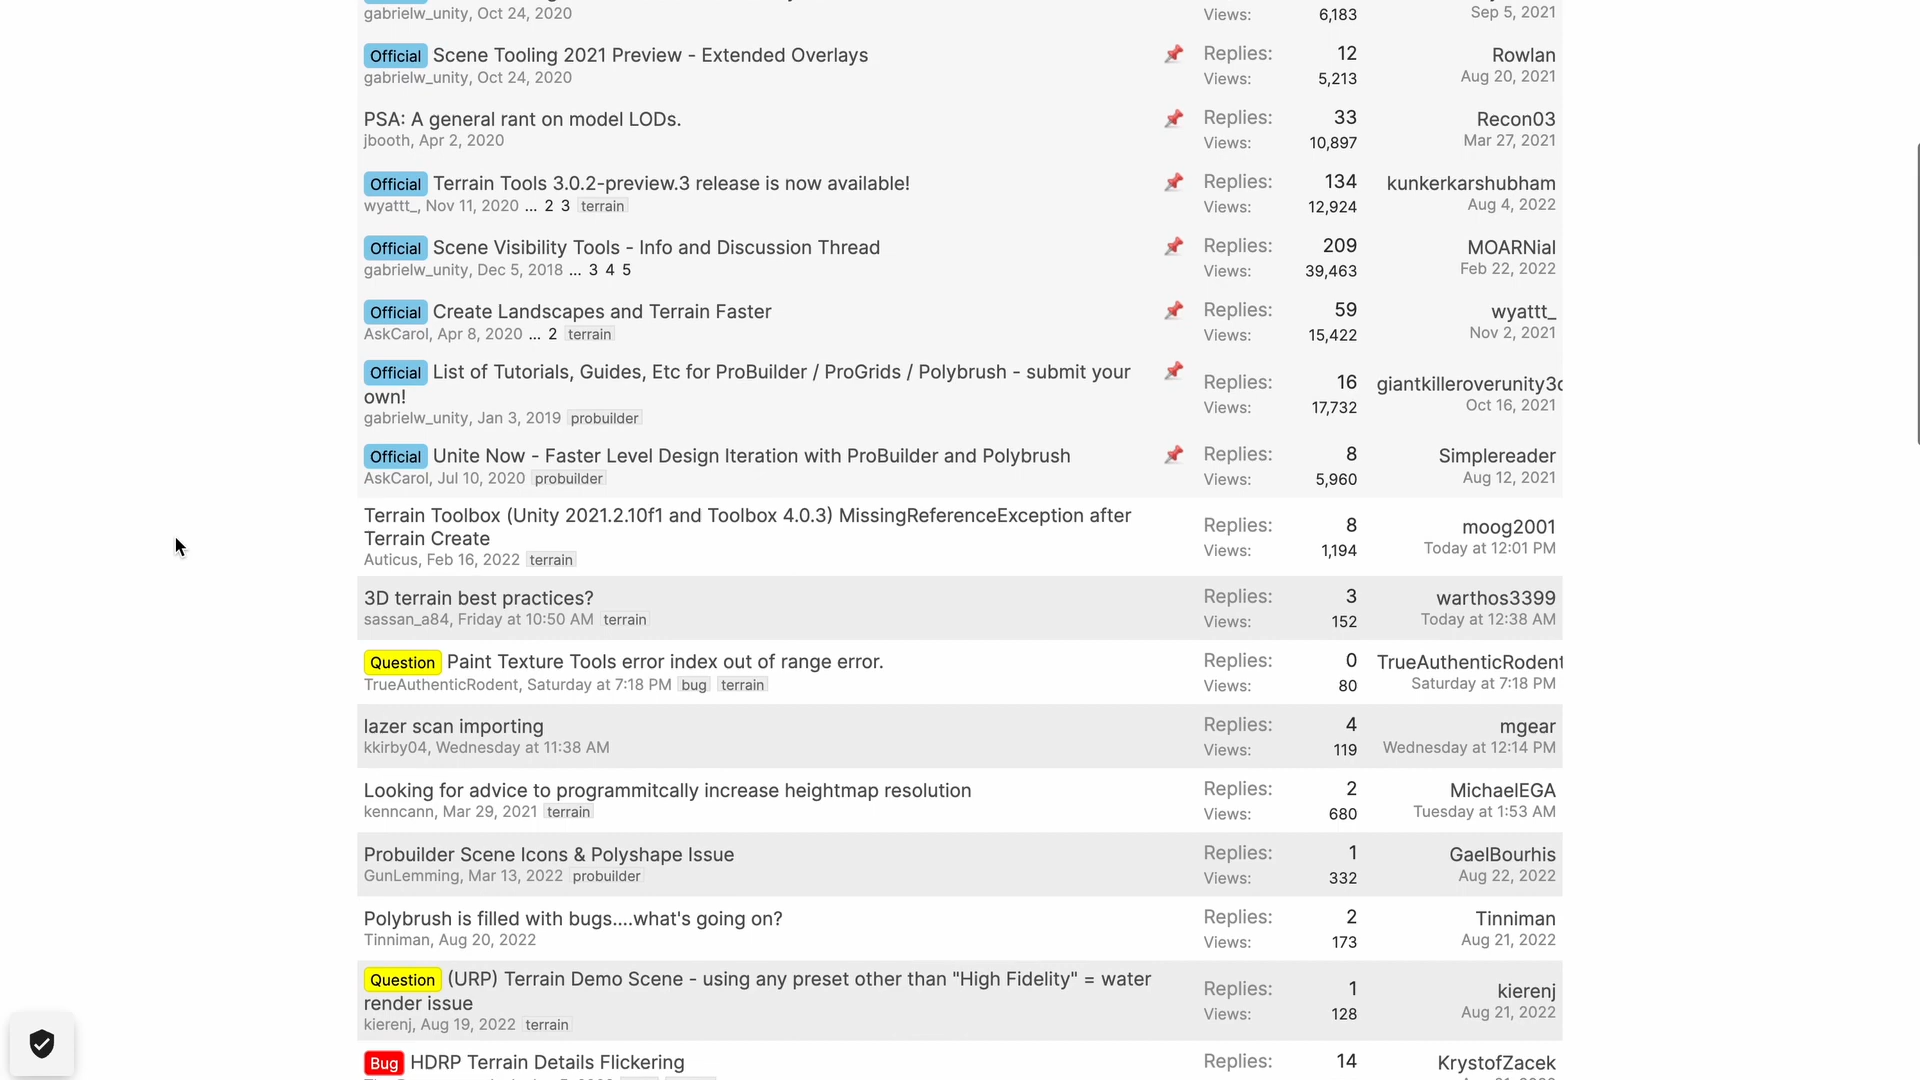 gabrielw_unity, Oct 24, 2020 Views: 6,183 Sep 5, 2021
Official Scene Tooling 2021 Preview - Extended Overlays Replies: 12 Rowlan
gabrielw_unity, Oct 24, 2020 Views: 5,213 Aug 20, 2021
PSA: A general rant on model LODs. Replies: 33 Recon03
jbooth, Apr 2, 2020 Views: 10,897 Mar 27, 2021
Official Terrain Tools 3.0.2-preview.3 release is now available! Replies: 134 kunkerkarshubham
wyattt_, Nov 11, 2020 ... 2 3 terrain Views: 12,924 Aug 4, 2022
Official Scene Visibility Tools - Info and Discussion Thread Replies: 209 MOARNial
gabrielw_unity, Dec 5, 2018 ... 3 4 5 Views: 39,463 Feb 22, 2022
Official Create Landscapes and Terrain Faster Replies: 59 wyattt_
AskCarol, Apr 8, 2020 ... 2 terrain Views: 15,422 Nov 2, 2021
Official List of Tutorials, Guides, Etc for ProBuilder / ProGrids / Polybrush - submit your
own! Replies: 16
gabrielw_unity, Jan 3, 2019 probuilder Views: 17,732 Oct 16, 2021
Official Unite Now - Faster Level Design Iteration with ProBuilder and Polybrush Replies: 8 Simplereader
AskCarol, Jul 10, 2020 probuilder Views: 5,960 Aug 12, 2021
Terrain Toolbox (Unity 2021.2.10f1 and Toolbox 4.0.3) MissingReferenceException after
Terrain Create Replies: 8 moog2001
Auticus, Feb 16, 2022 terrain Views: 1,194 Today at 12:01 PM
3D terrain best practices? Replies: 3 warthos3399
sassan_a84, Friday at 10:50 AM terrain Views: 152 Today at 12:38 AM
Question Paint Texture Tools error index out of range error. Replies: 0 TrueAuthenticRodent
TrueAuthenticRodent, Saturday at 7:18 PM bug terrain Views: 80 Saturday at 7:18 PM
lazer scan importing Replies: 4 mgear
kkirby04, Wednesday at 11:38 AM Views: 119 Wednesday at 12:14 PM
Looking for advice to programmitcally increase heightmap resolution Replies: 2 MichaelEGA
kenncann, Mar 29, 2021 terrain Views: 680 Tuesday at 1:53 AM
Probuilder Scene Icons & Polyshape Issue Replies: 1 GaelBourhis
GunLemming, Mar 13, 2022 probuilder Views: 332 Aug 22, 2022
Polybrush is filled with bugs....what's going on? Replies: 2 Tinniman
Tinniman, Aug 20, 2022 Views: 173 Aug 21, 2022
Question (URP) Terrain Demo Scene - using any preset other than "High Fidelity" = water
render issue Replies: 1 kierenj
kierenj, Aug 19, 2022 terrain Views: 128 Aug 21, 2022
Bug HDRP Terrain Details Flickering Replies: 14 KrystofZacek